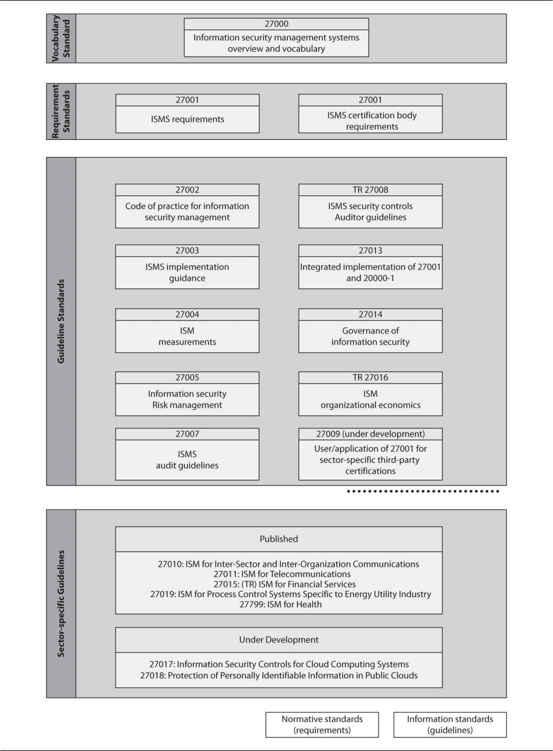 Vocabulary
Standard
27000
Information security management systems
overview and vocabulary
Requirement
Standards
27001
ISMS requirements
27001
ISMS certification body
requirements
Guideline Standards
27002
Code of practice for information
security management
TR 27008
ISMS security controls
Auditor guidelines
27003
ISMS implementation
guidance
27013
Integrated implementation of 27001
and 20000-1
27004
ISM
measurements
27014
Governance of
information security
27005
Information security
Risk management
TR 27016
ISM
organizational economics
27007
ISMS
audit guidelines
27009 (under development)
User/application of 27001 for
sector-specific third-party
certifications
Sector-specific Guidelines
Published
27010: ISM for Inter-Sector and Inter-Organization Communications
27011: ISM for Telecommunications
27015: (TR) ISM for Financial Services
27019: ISM for Process Control Systems Specific to Energy Utility Industry
27799: ISM for Health
Under Development
27017: Information Security Controls for Cloud Computing Systems
27018: Protection of Personally Identifiable Information in Public Clouds
Normative standards
(requirements)
Information standards
(guidelines)